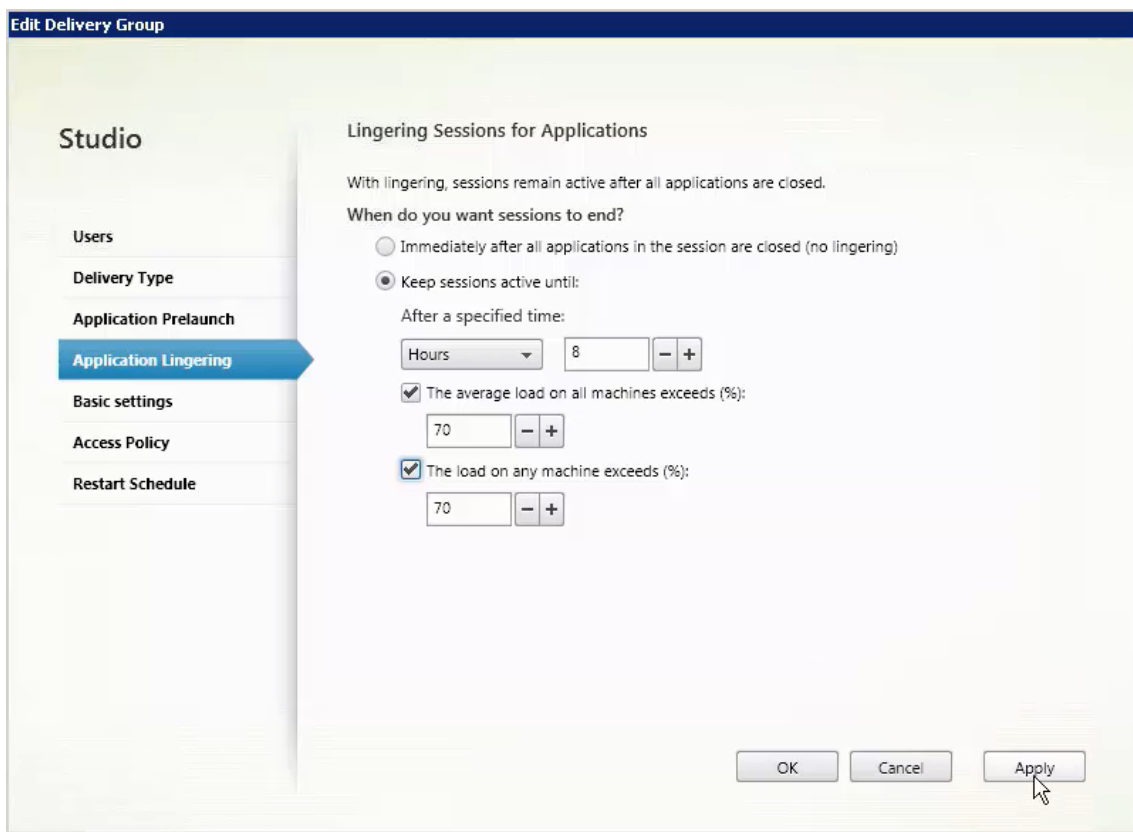 Edit Delivery Group
Studio
Users
Delivery Type
Application Prelaunch
Application Lingering
Basic settings
Access Policy
Restart Schedule
Lingering Sessions for Applications
With lingering, sessions remain active after all applications are closed.
When do you want sessions to end?
Immediately after all applications in the session are closed (no lingering)
Keep sessions active until:
After a specified time:
Hours 8 − +
The average load on all machines exceeds (%):
70 − +
The load on any machine exceeds (%):
70 − +
OK Cancel Apply